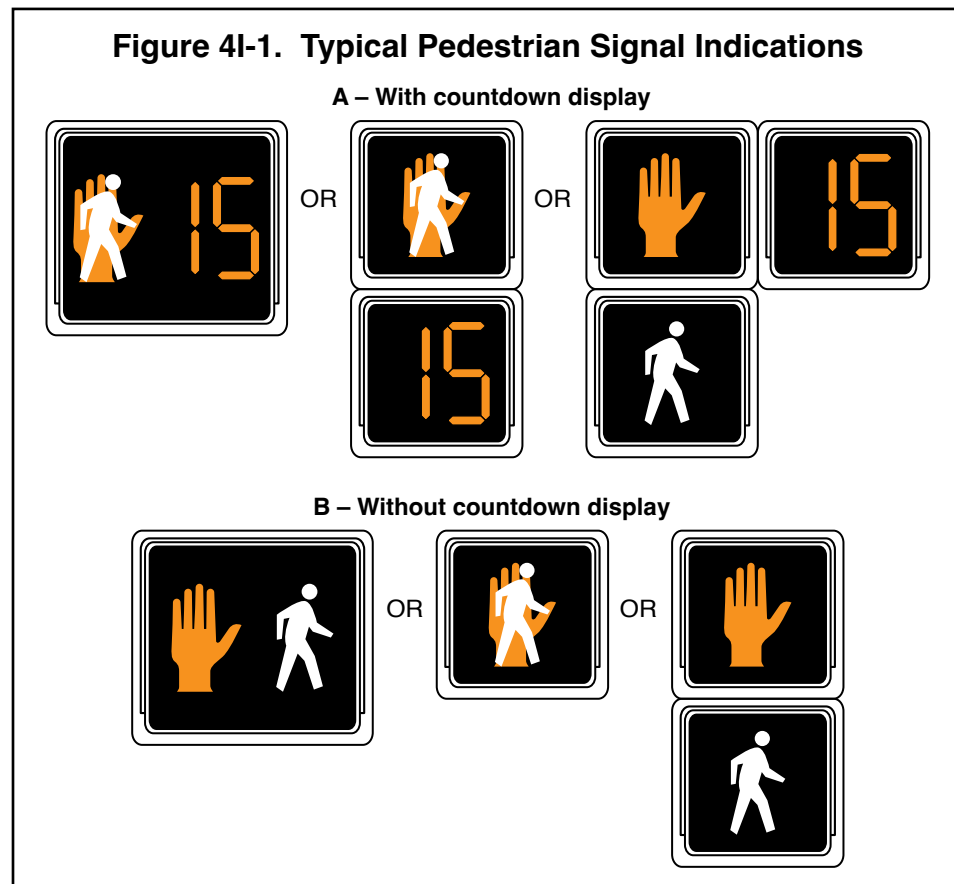 Figure 4I-1. Typical Pedestrian Signal Indications
A – With countdown display
15 OR OR 15
15
B – Without countdown display
OR OR